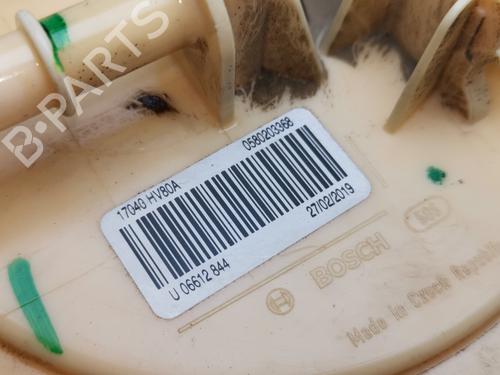 B-PARTS
17040 HV80A
0580203368
U 06612 844
27/02/2019
BOSCH
Made in Czech Republic